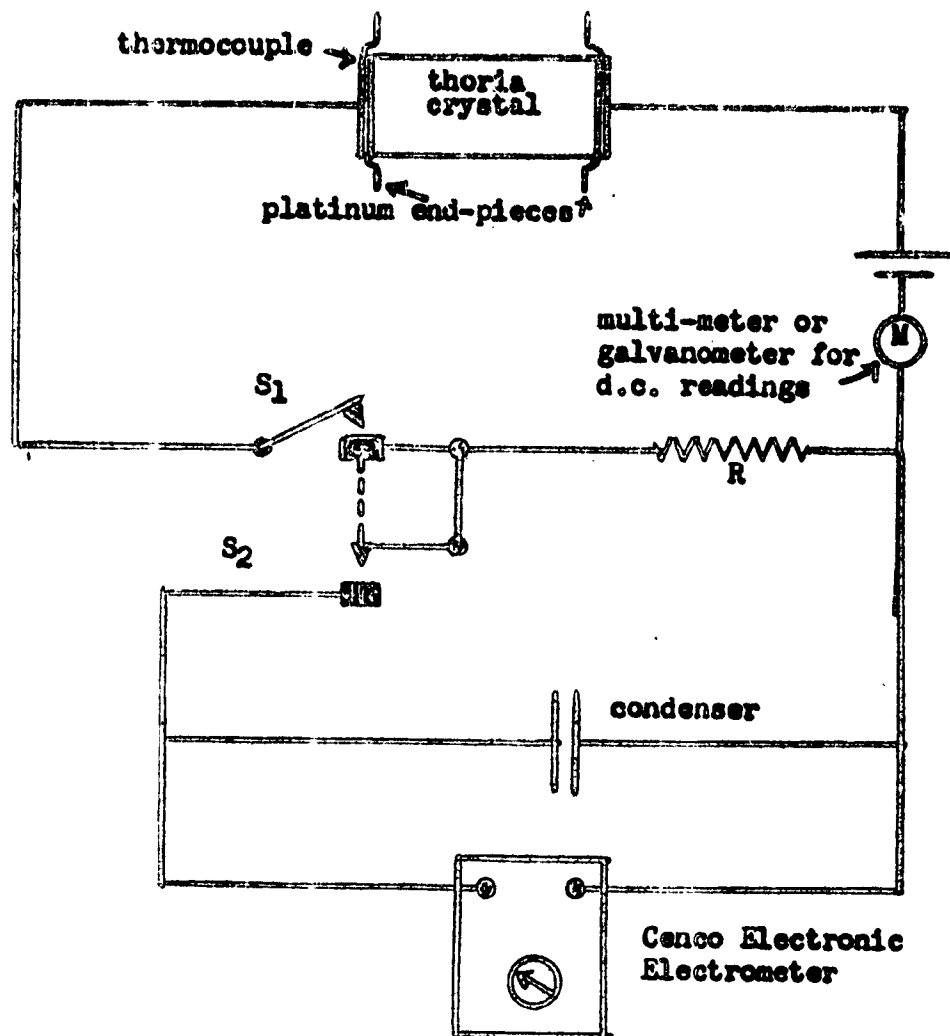 thermocouple
thoria
crystal
platinum end-pieces
multi-meter or
galvanometer for
d.c. readings
M
S1
R
S2
condenser
Cenco Electronic
Electrometer